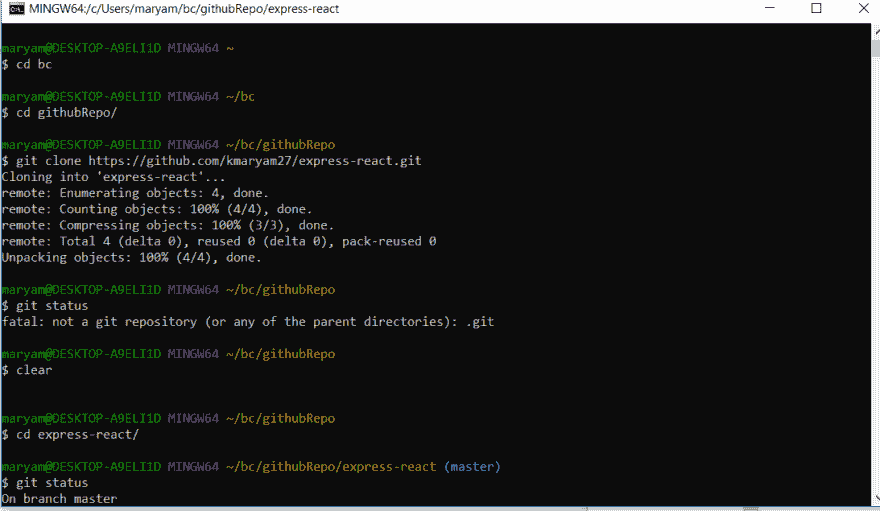 MINGW64:/c/Users/maryam/bc/githubRepo/express-react
maryam@DESKTOP-A9ELI1D MINGW64 ~
$ cd bc
maryam@DESKTOP-A9ELI1D MINGW64 ~/bc
$ cd githubRepo/
maryam@DESKTOP-A9ELI1D MINGW64 ~/bc/githubRepo
$ git clone https://github.com/kmaryam27/express-react.git
Cloning into 'express-react'...
remote: Enumerating objects: 4, done.
remote: Counting objects: 100% (4/4), done.
remote: Compressing objects: 100% (3/3), done.
remote: Total 4 (delta 0), reused 0 (delta 0), pack-reused 0
Unpacking objects: 100% (4/4), done.
maryam@DESKTOP-A9ELI1D MINGW64 ~/bc/githubRepo
$ git status
fatal: not a git repository (or any of the parent directories): .git
maryam@DESKTOP-A9ELI1D MINGW64 ~/bc/githubRepo
$ clear
maryam@DESKTOP-A9ELI1D MINGW64 ~/bc/githubRepo
$ cd express-react/
maryam@DESKTOP-A9ELI1D MINGW64 ~/bc/githubRepo/express-react (master)
$ git status
On branch master